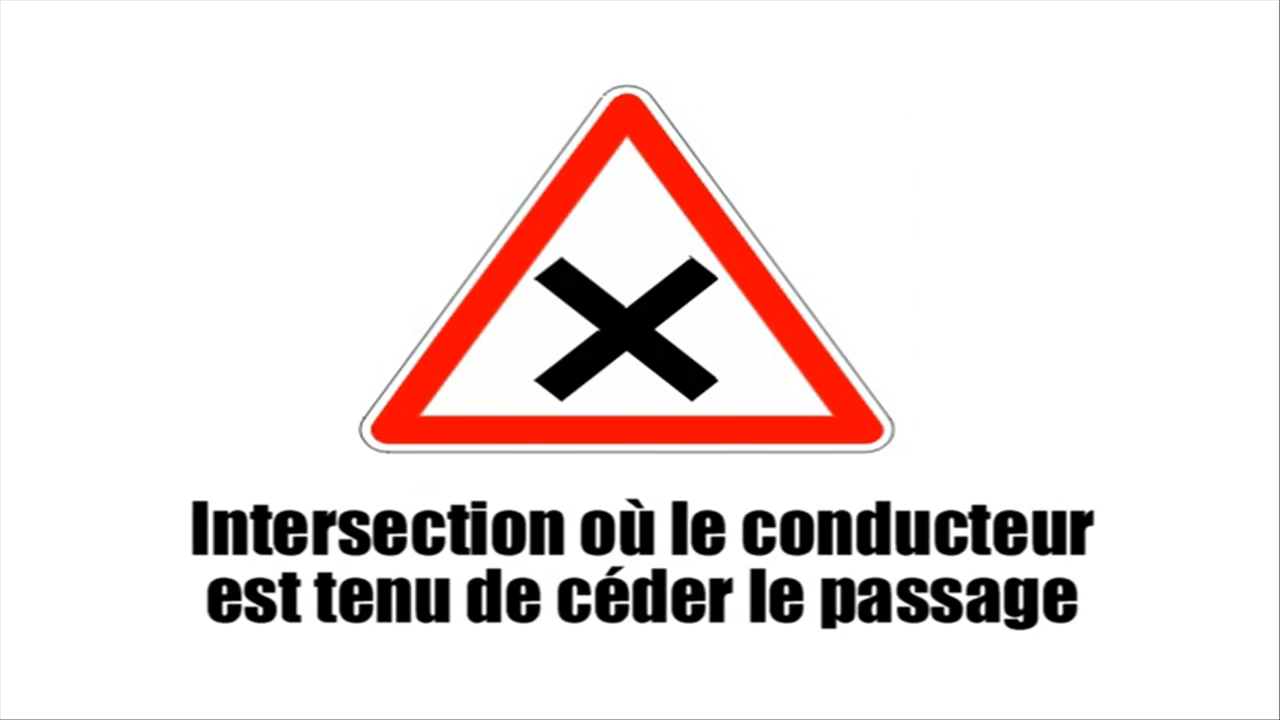 Intersection où le conducteur
est tenu de céder le passage